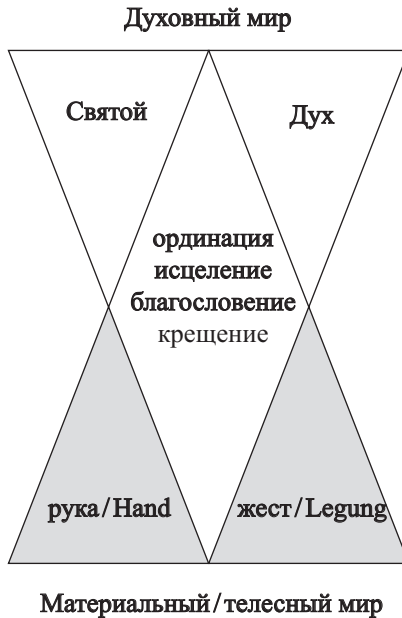 Духовный мир
Святой
Дух
ординация
исцеление
благословение
крещение
рука/Hand
жест/Legung
Материальный/телесный мир